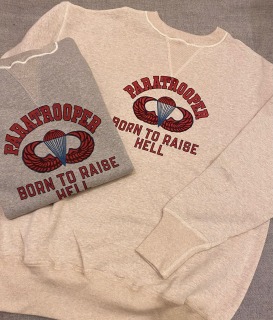 PARATROOPER
BORN TO RAISE
HELL
PARATROOPER
BORN TO RAISE
HELL